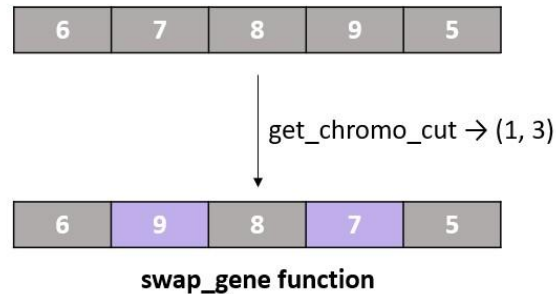 6 7 8 9 5
get_chromo_cut → (1, 3)
6 9 8 7 5
swap_gene function